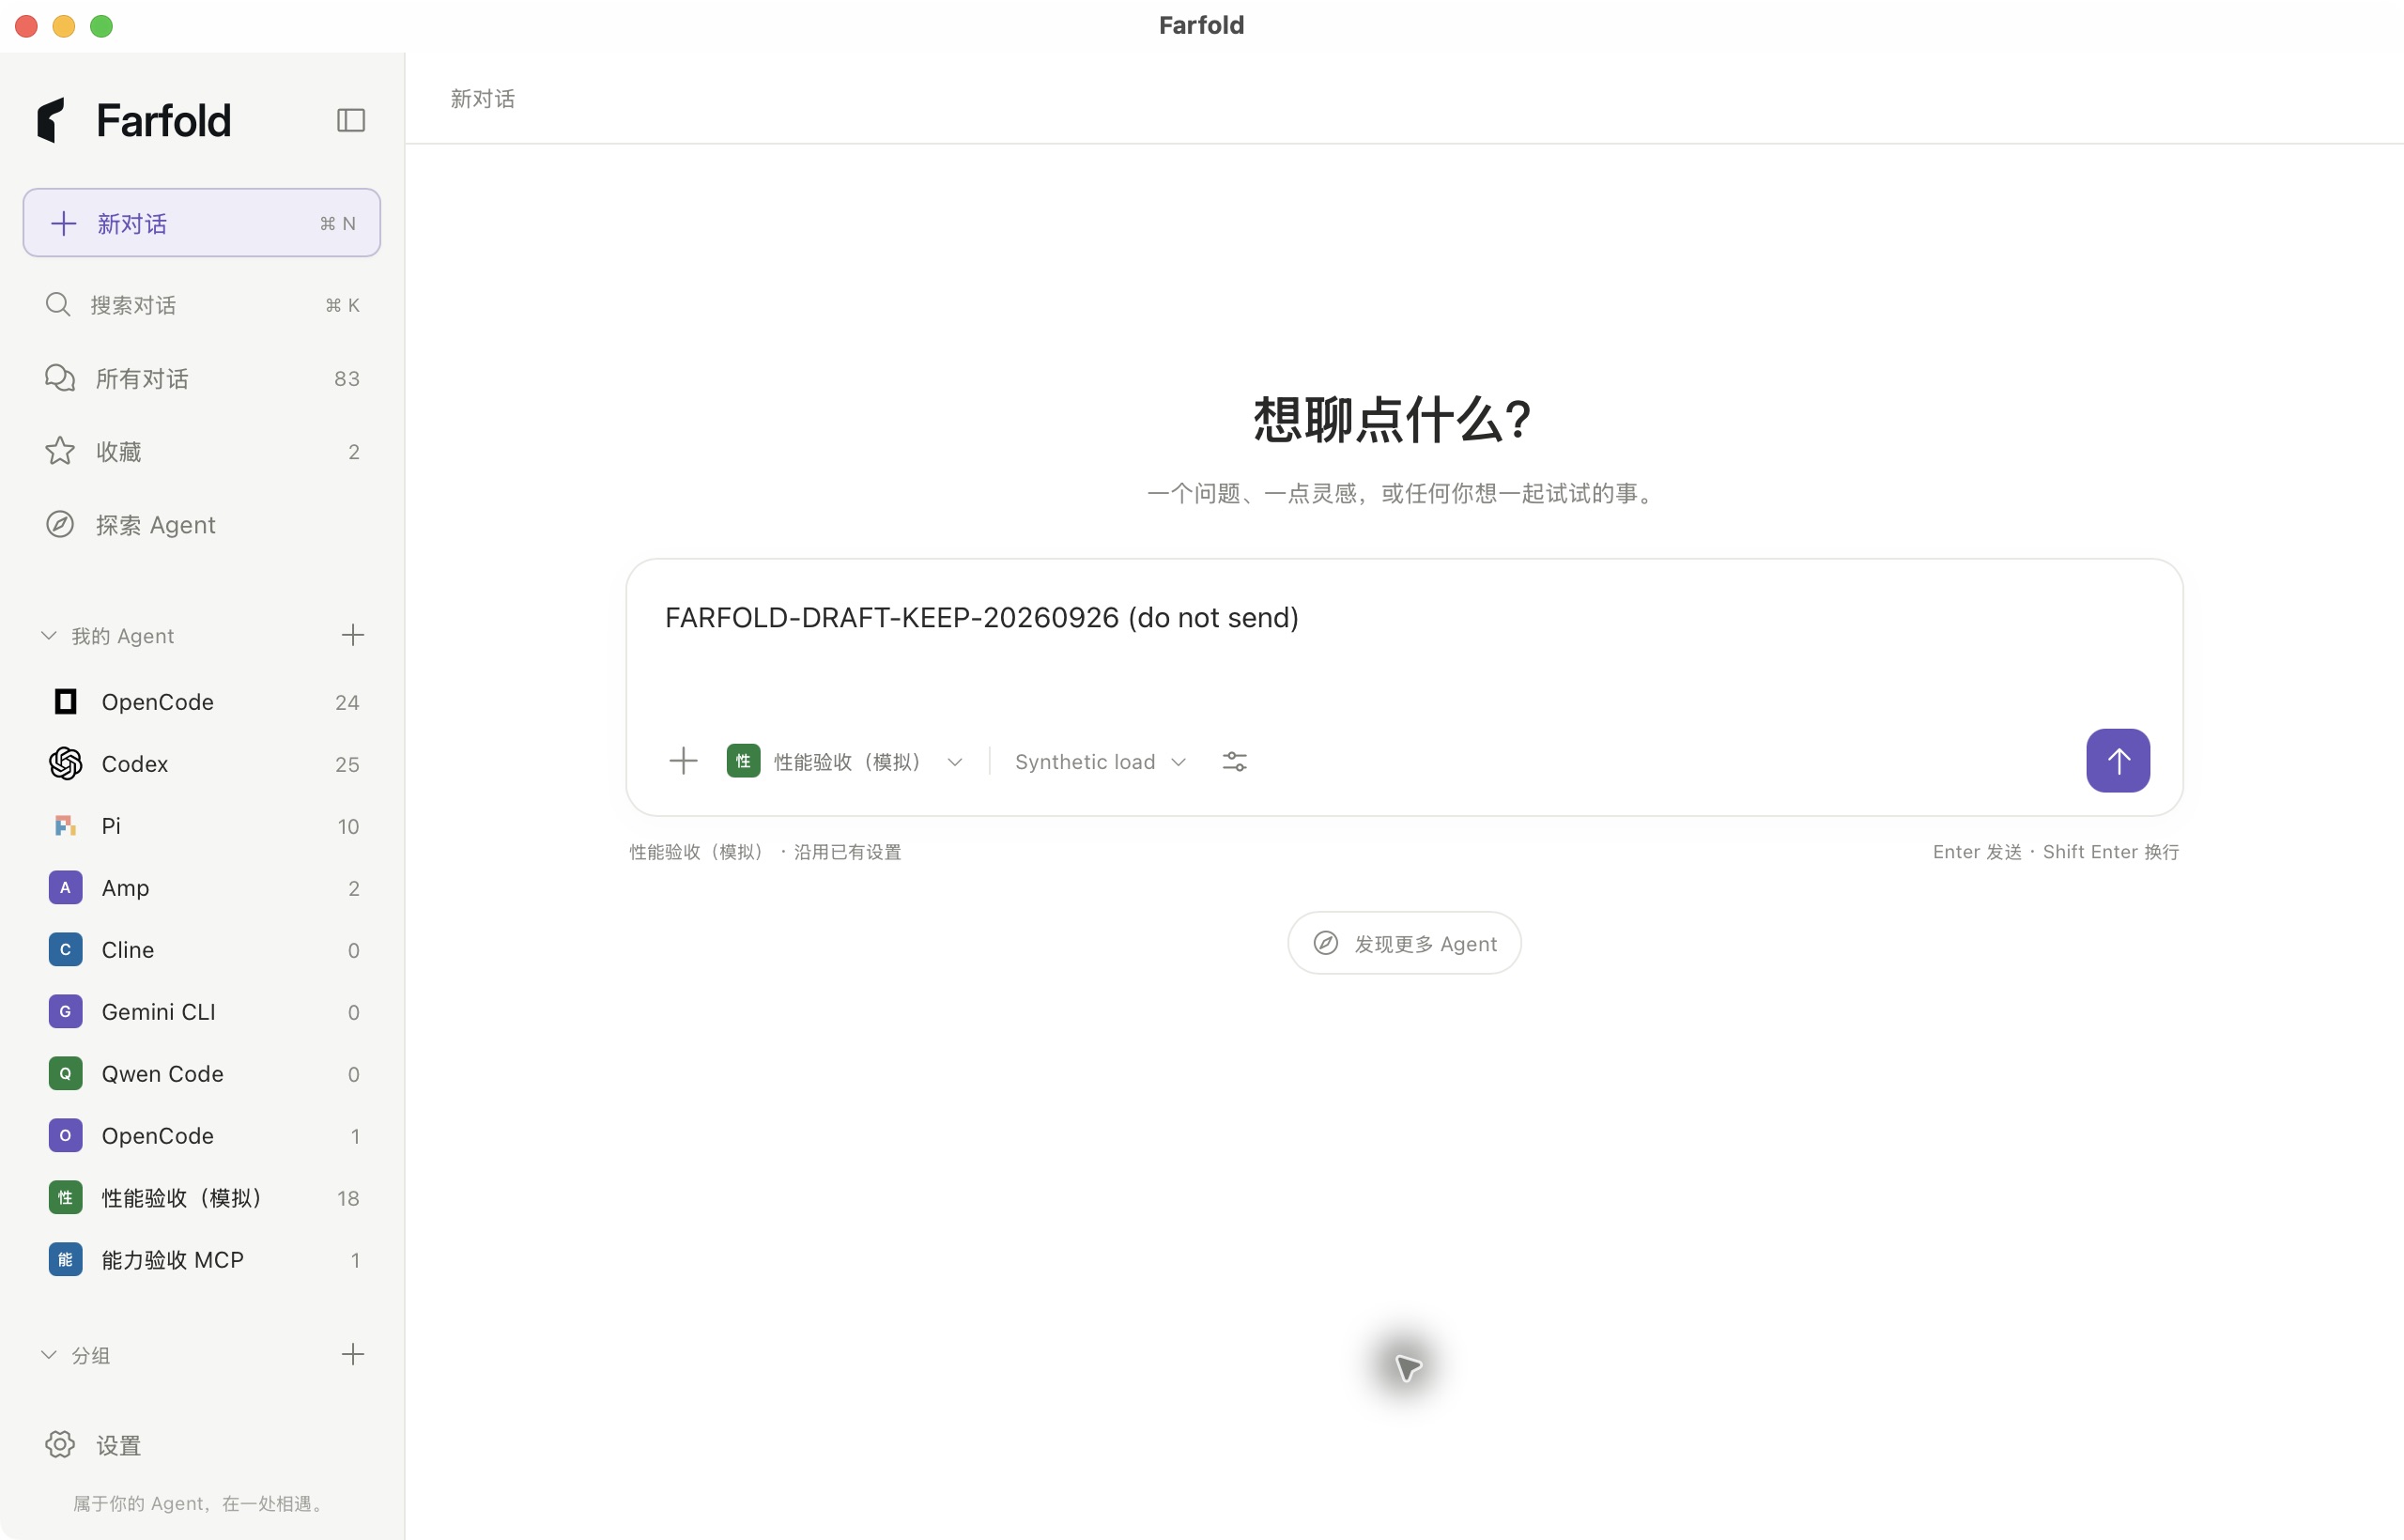 Farfold
Farfold
新对话 ⌘ N
搜索对话 ⌘ K
所有对话 83
收藏 2
探索 Agent
我的 Agent
OpenCode 24
Codex 25
Pi 10
A Amp 2
C Cline 0
G Gemini CLI 0
Q Qwen Code 0
O OpenCode 1
性 性能验收（模拟） 18
能 能力验收 MCP 1
分组
设置
属于你的 Agent，在一处相遇。
新对话
想聊点什么?
一个问题、一点灵感，或任何你想一起试试的事。
FARFOLD-DRAFT-KEEP-20260926 (do not send)
性 性能验收（模拟） Synthetic load
性能验收（模拟） · 沿用已有设置
Enter 发送 · Shift Enter 换行
发现更多 Agent